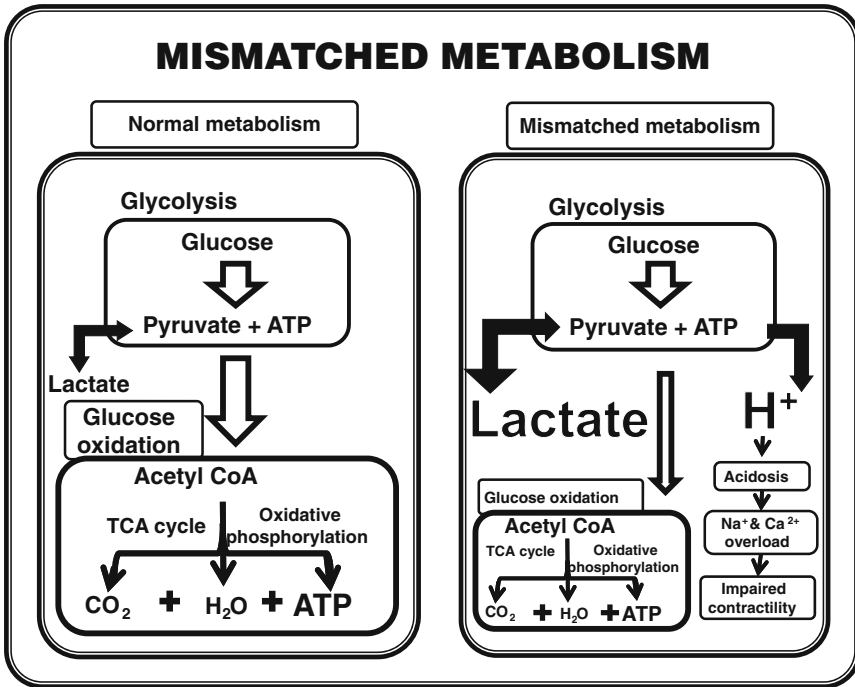 MISMATCHED METABOLISM
Normal metabolism
Glycolysis
Glucose
Pyruvate + ATP
Lactate
Glucose
oxidation
Acetyl CoA
TCA cycle
Oxidative
phosphorylation
CO₂ + H₂O + ATP
Mismatched metabolism
Glycolysis
Glucose
Pyruvate + ATP
Lactate
H⁺
Acidosis
Na⁺ & Ca²⁺
overload
Impaired
contractility
Glucose oxidation
Acetyl CoA
TCA cycle
Oxidative
phosphorylation
CO₂ + H₂O + ATP